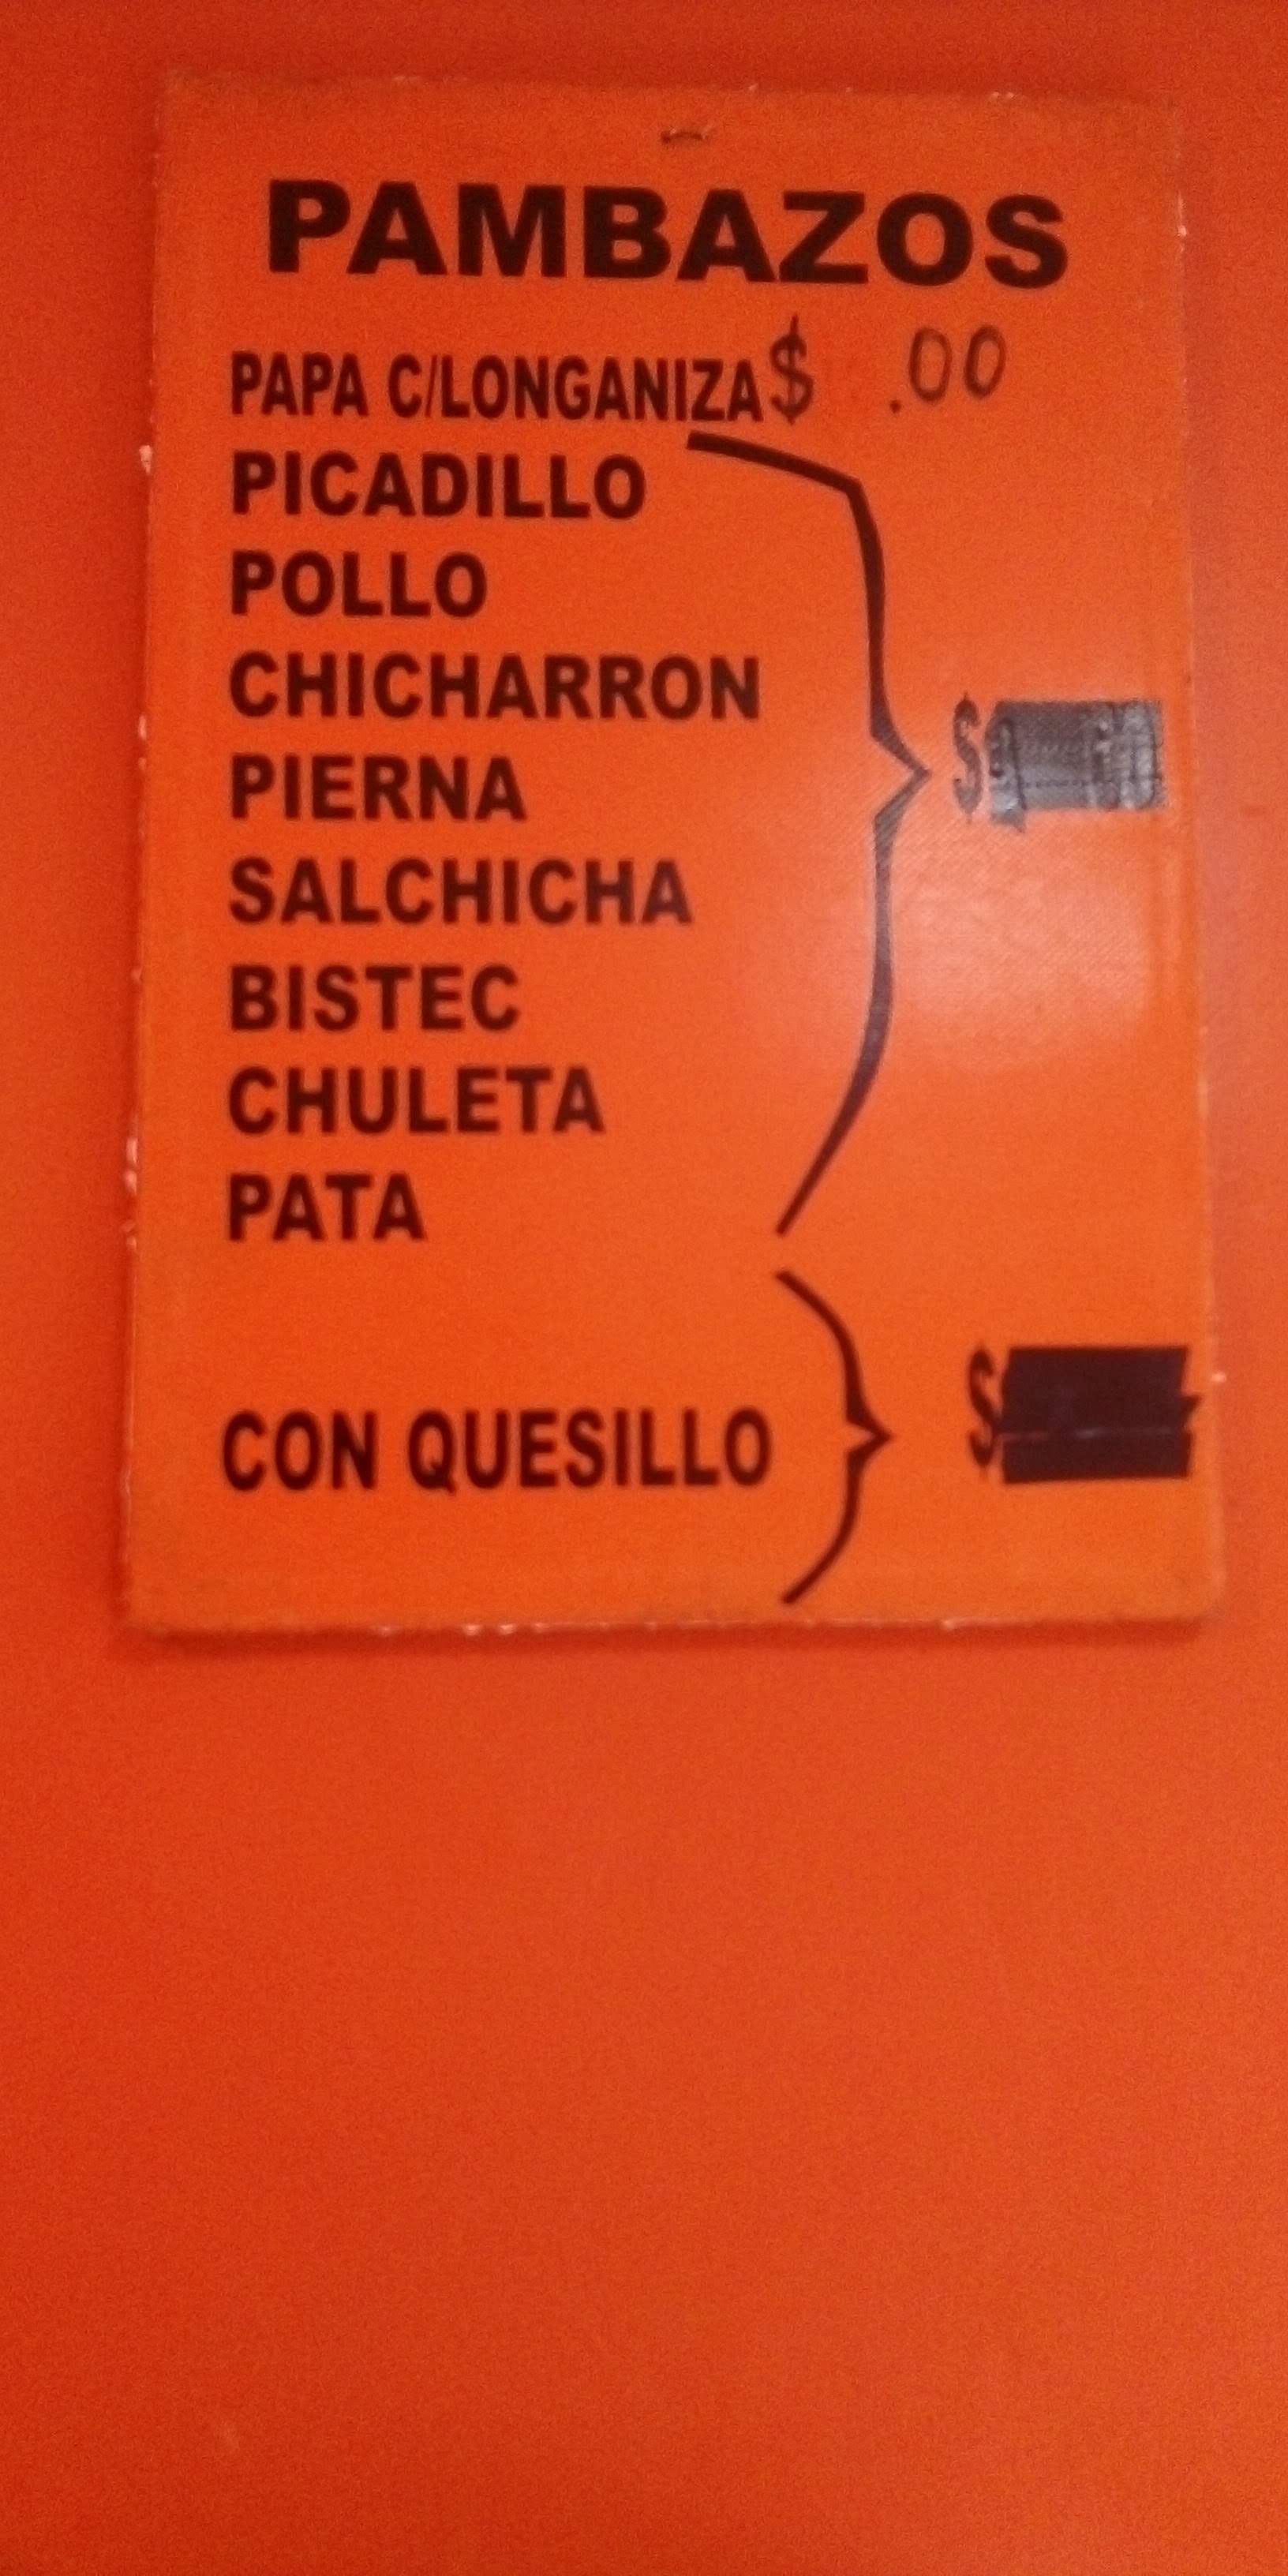 PAMBAZOS
PAPA C/LONGANIZA $ .00
PICADILLO
POLLO
CHICHARRON
PIERNA
SALCHICHA
BISTEC
CHULETA
PATA
$
CON QUESILLO $